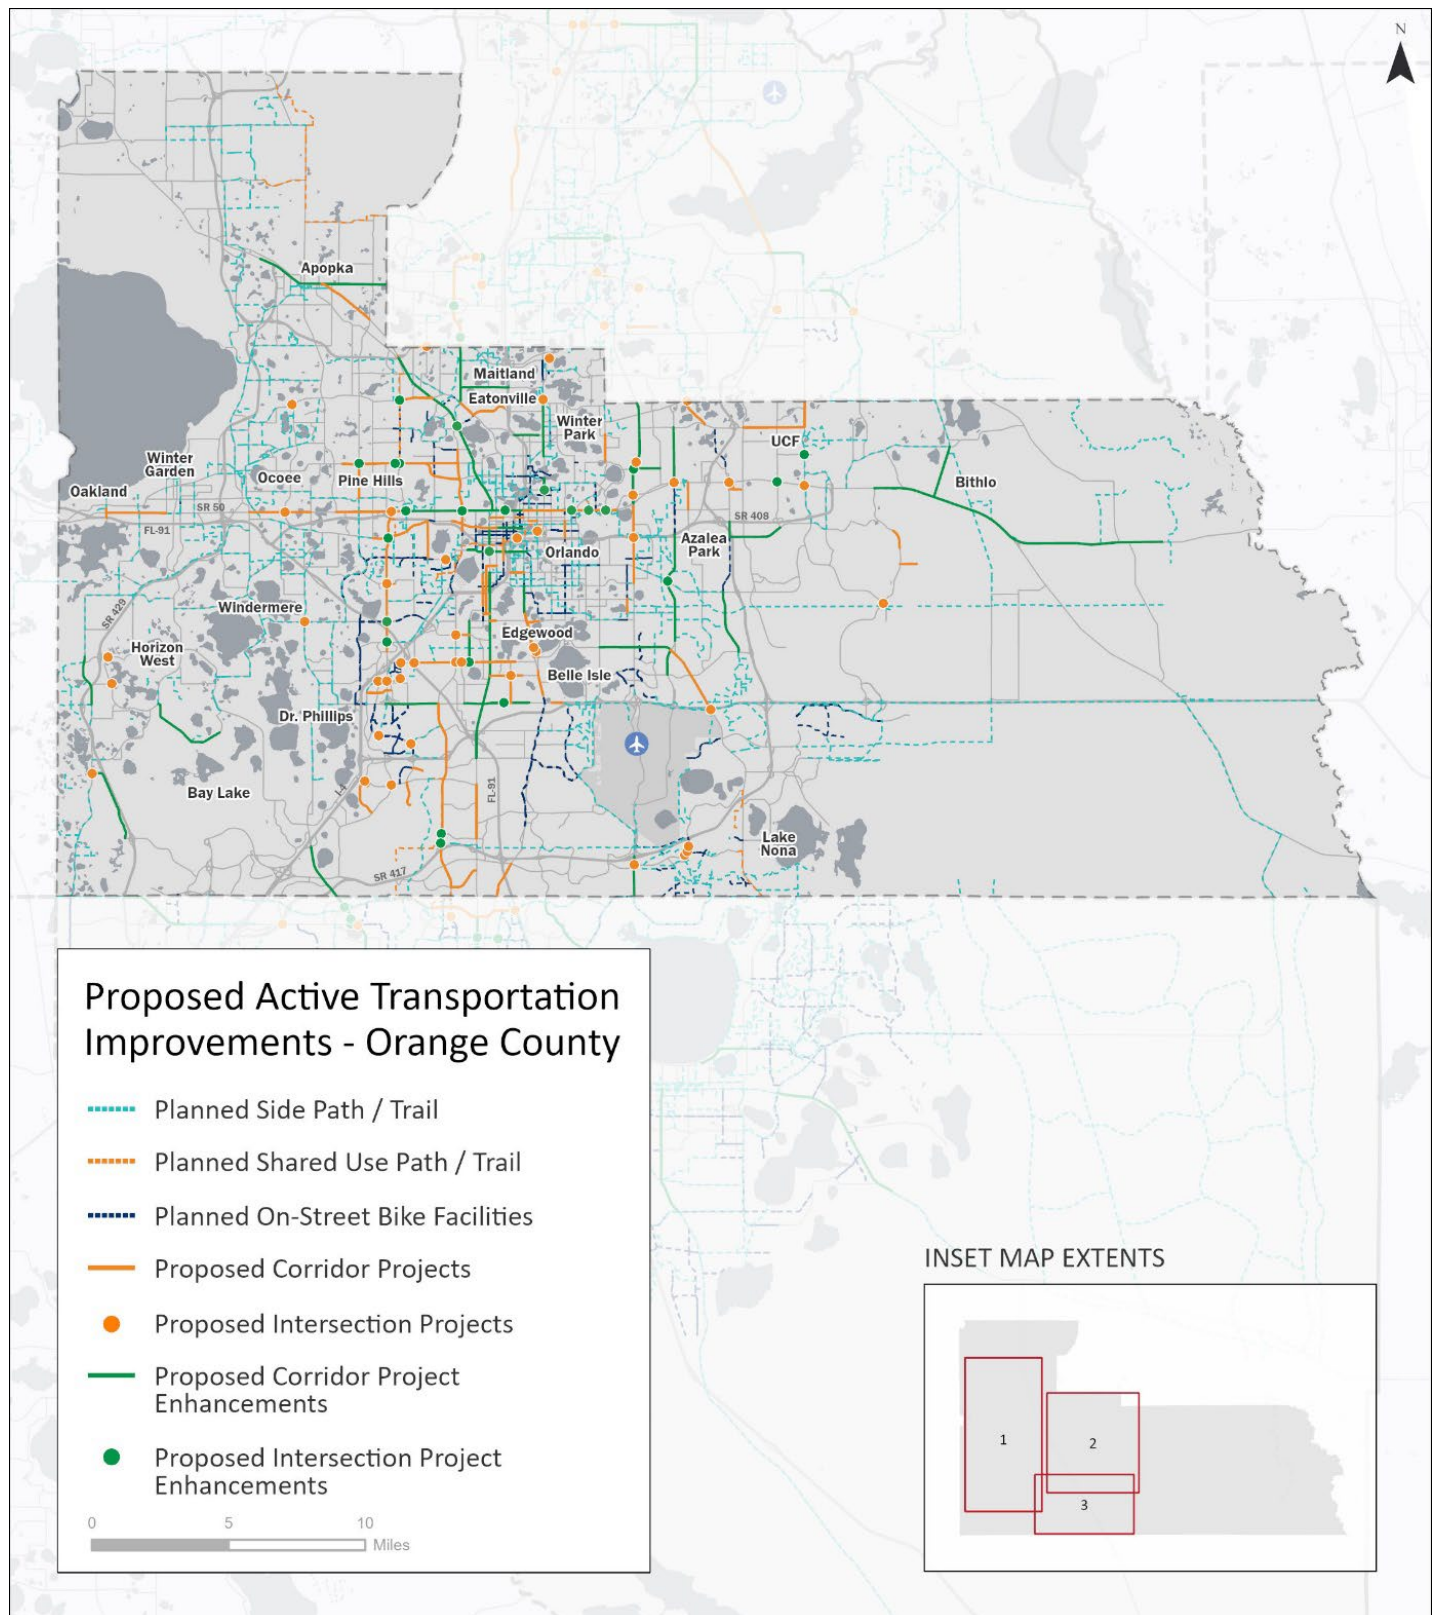 N
Apopka
Maitland
Eatonville
Winter
Park
UCF
Winter
Garden
Ocoee
Pine Hills
Bithlo
Oakland
SR 50
FL-91
SR 408
Azalea
Park
Orlando
SR 429
Windermere
Edgewood
Horizon
West
Belle Isle
Dr. Phillips
I-4
FL-91
Bay Lake
Lake
Nona
SR 417
Proposed Active Transportation
Improvements - Orange County
Planned Side Path / Trail
Planned Shared Use Path / Trail
Planned On-Street Bike Facilities
Proposed Corridor Projects
Proposed Intersection Projects
Proposed Corridor Project
Enhancements
Proposed Intersection Project
Enhancements
0 5 10
Miles
INSET MAP EXTENTS
1
2
3